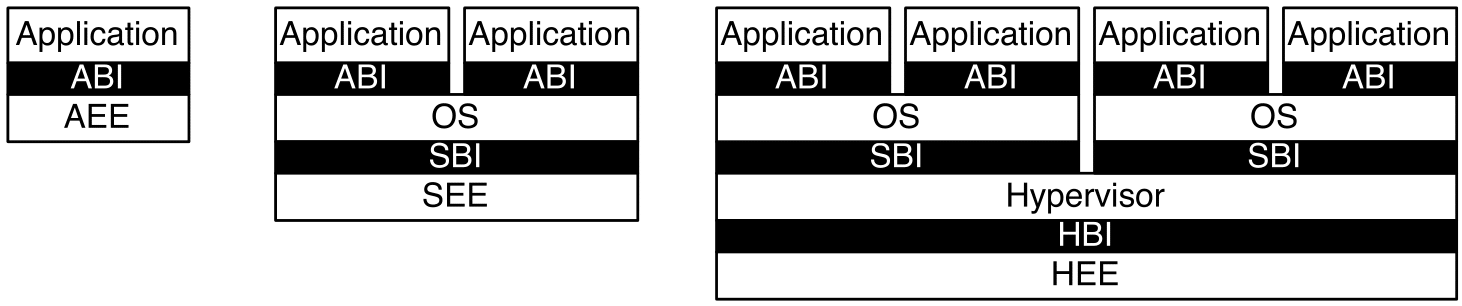 Application
ABI
AEE
Application Application
ABI ABI
OS
SBI
SEE
Application Application Application Application
ABI ABI ABI ABI
OS OS
SBI SBI
Hypervisor
HBI
HEE